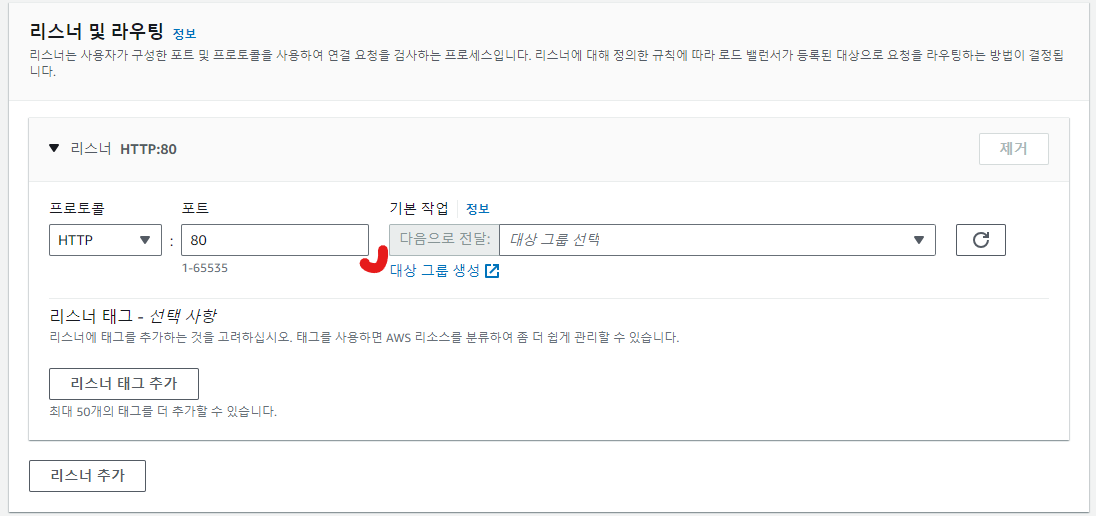 리스너 및 라우팅 정보
리스너는 사용자가 구성한 포트 및 프로토콜을 사용하여 연결 요청을 검사하는 프로세스입니다. 리스너에 대해 정의한 규칙에 따라 로드 밸런서가 등록된 대상으로 요청을 라우팅하는 방법이 결정됩
니다.
리스너 HTTP:80
제거
프로토콜 포트 기본 작업 정보
HTTP : 80 다음으로 전달: 대상 그룹 선택
1-65535 대상 그룹 생성
리스너 태그 - 선택 사항
리스너에 태그를 추가하는 것을 고려하십시오. 태그를 사용하면 AWS 리소스를 분류하여 좀 더 쉽게 관리할 수 있습니다.
리스너 태그 추가
최대 50개의 태그를 더 추가할 수 있습니다.
리스너 추가